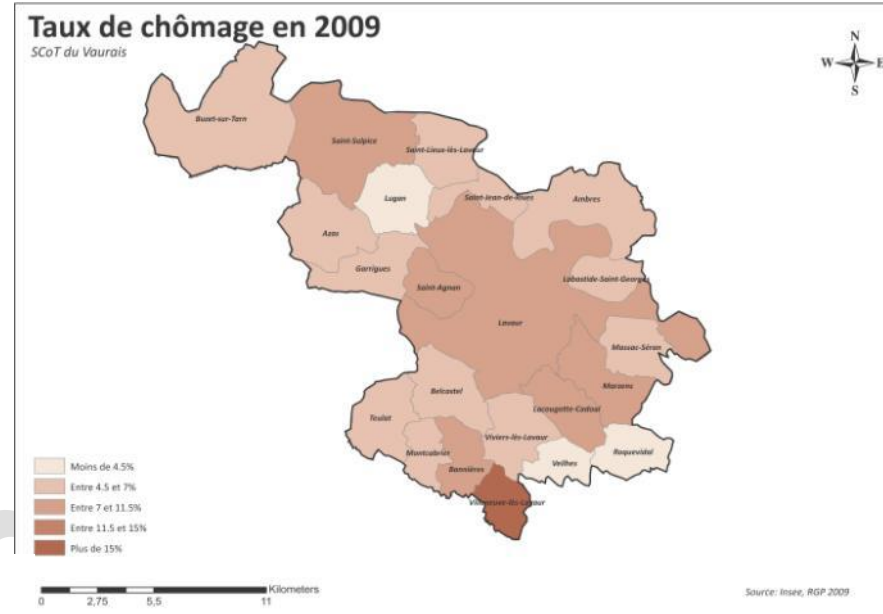 Taux de chômage en 2009
SCoT du Vaurais
N
W E
S
Buzet-sur-Tarn
Saint-Sulpice
Saint-Lieux-lès-Lavaur
Lugan
Saint-Jean-de-Rives
Ambres
Azas
Garrigues
Labastide-Saint-Georges
Saint-Agnan
Lavaur
Massac-Séran
Marzens
Belcastel
Lacougotte-Cadoul
Teulat
Viviers-lès-Lavaur
Montcabrier
Veilhes
Roquevidal
Bannières
Villeneuve-lès-Lavaur
Moins de 4.5%
Entre 4.5 et 7%
Entre 7 et 11.5%
Entre 11.5 et 15%
Plus de 15%
Kilometers
0 2,75 5,5 11
Source: Insee, RGP 2009